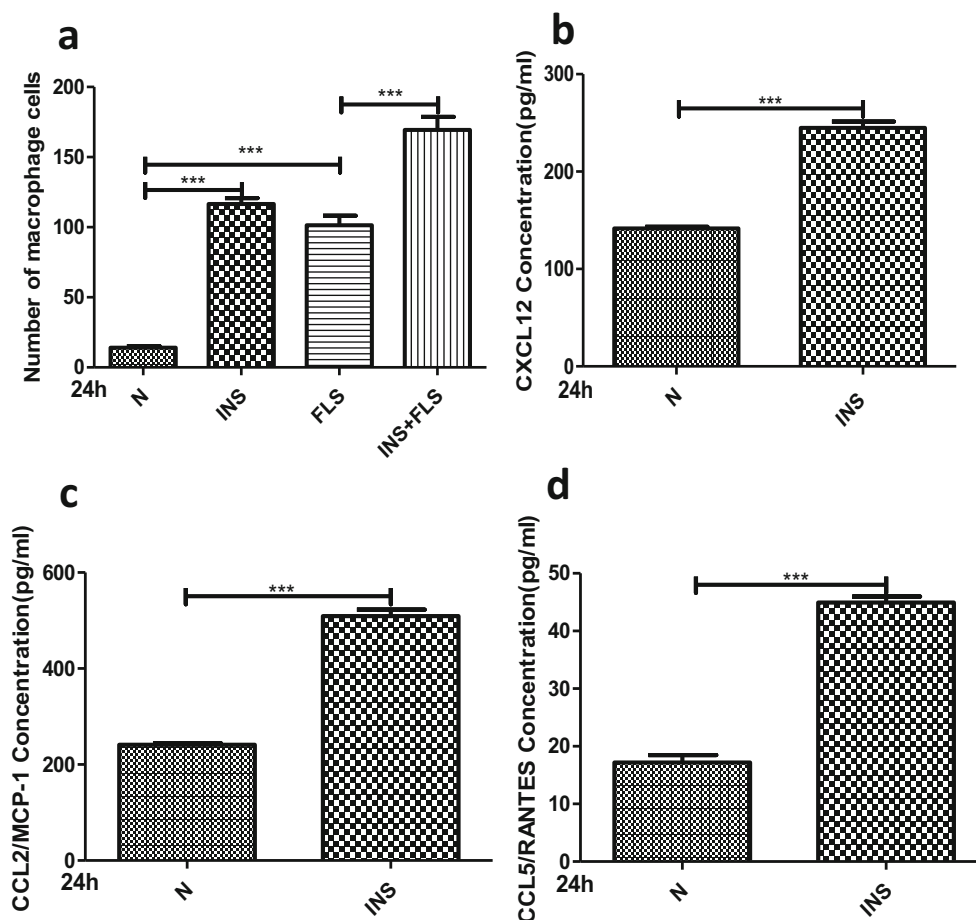 a
Number of macrophage cells
200
150
100
50
0
***
***
***
24h
N
INS
FLS
INS+FLS
b
CXCL12 Concentration(pg/ml)
300
200
100
0
***
24h
N
INS
c
CCL2/MCP-1 Concentration(pg/ml)
600
400
200
0
***
24h
N
INS
d
CCL5/RANTES Concentration(pg/ml)
50
40
30
20
10
0
***
24h
N
INS